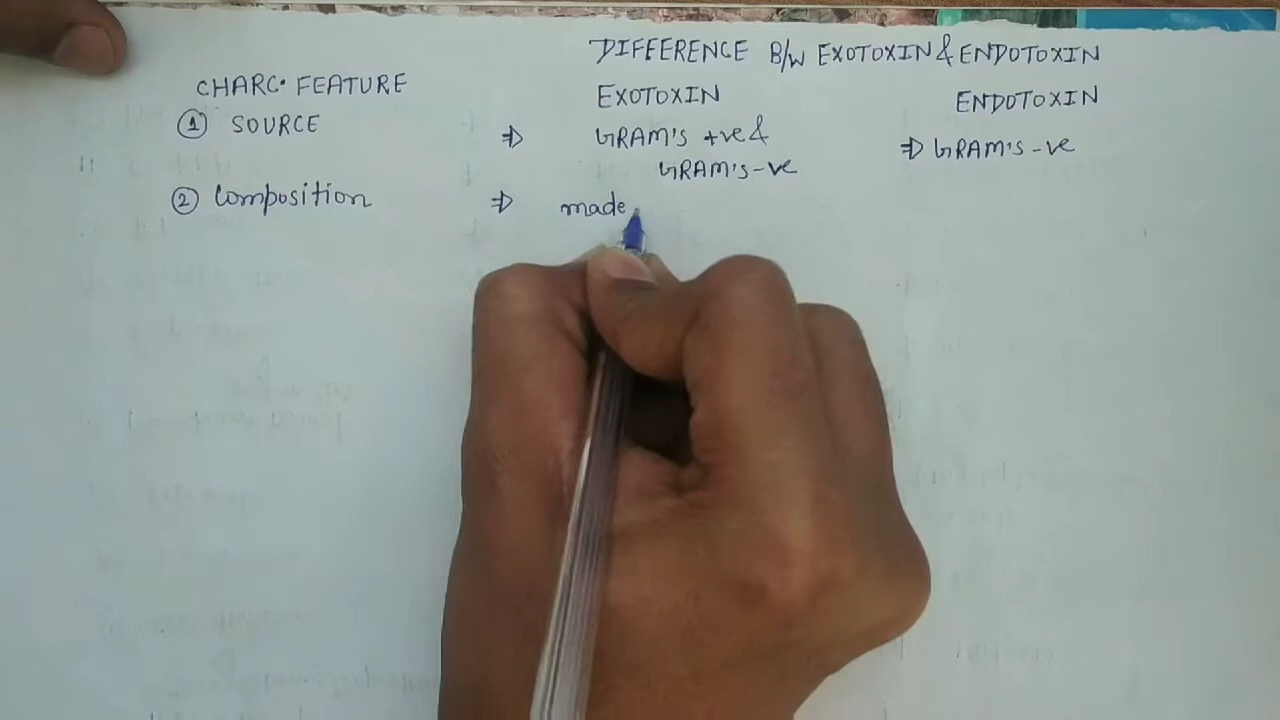 DIFFERENCE B/W EXOTOXIN & ENDOTOXIN
CHARC. FEATURE EXOTOXIN ENDOTOXIN
① SOURCE ⇒ GRAM'S +ve & ⇒ GRAM'S -ve
GRAM'S -ve
② Composition ⇒ made